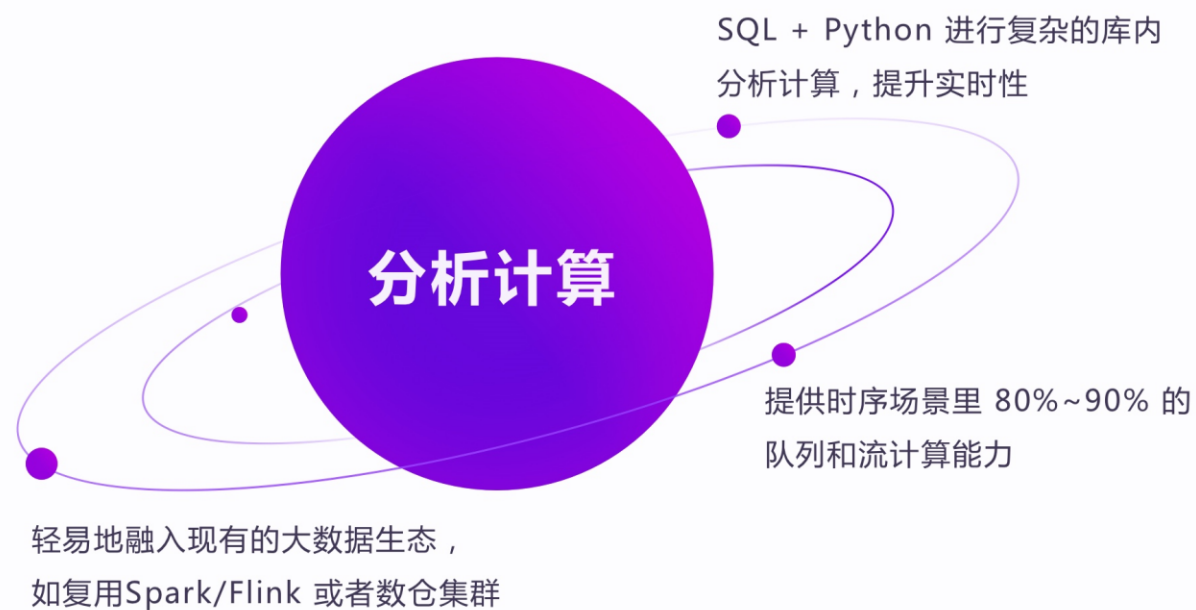 SQL + Python 进行复杂的库内
分析计算，提升实时性
分析计算
提供时序场景里 80%~90% 的
队列和流计算能力
轻易地融入现有的大数据生态，
如复用Spark/Flink 或者数仓集群